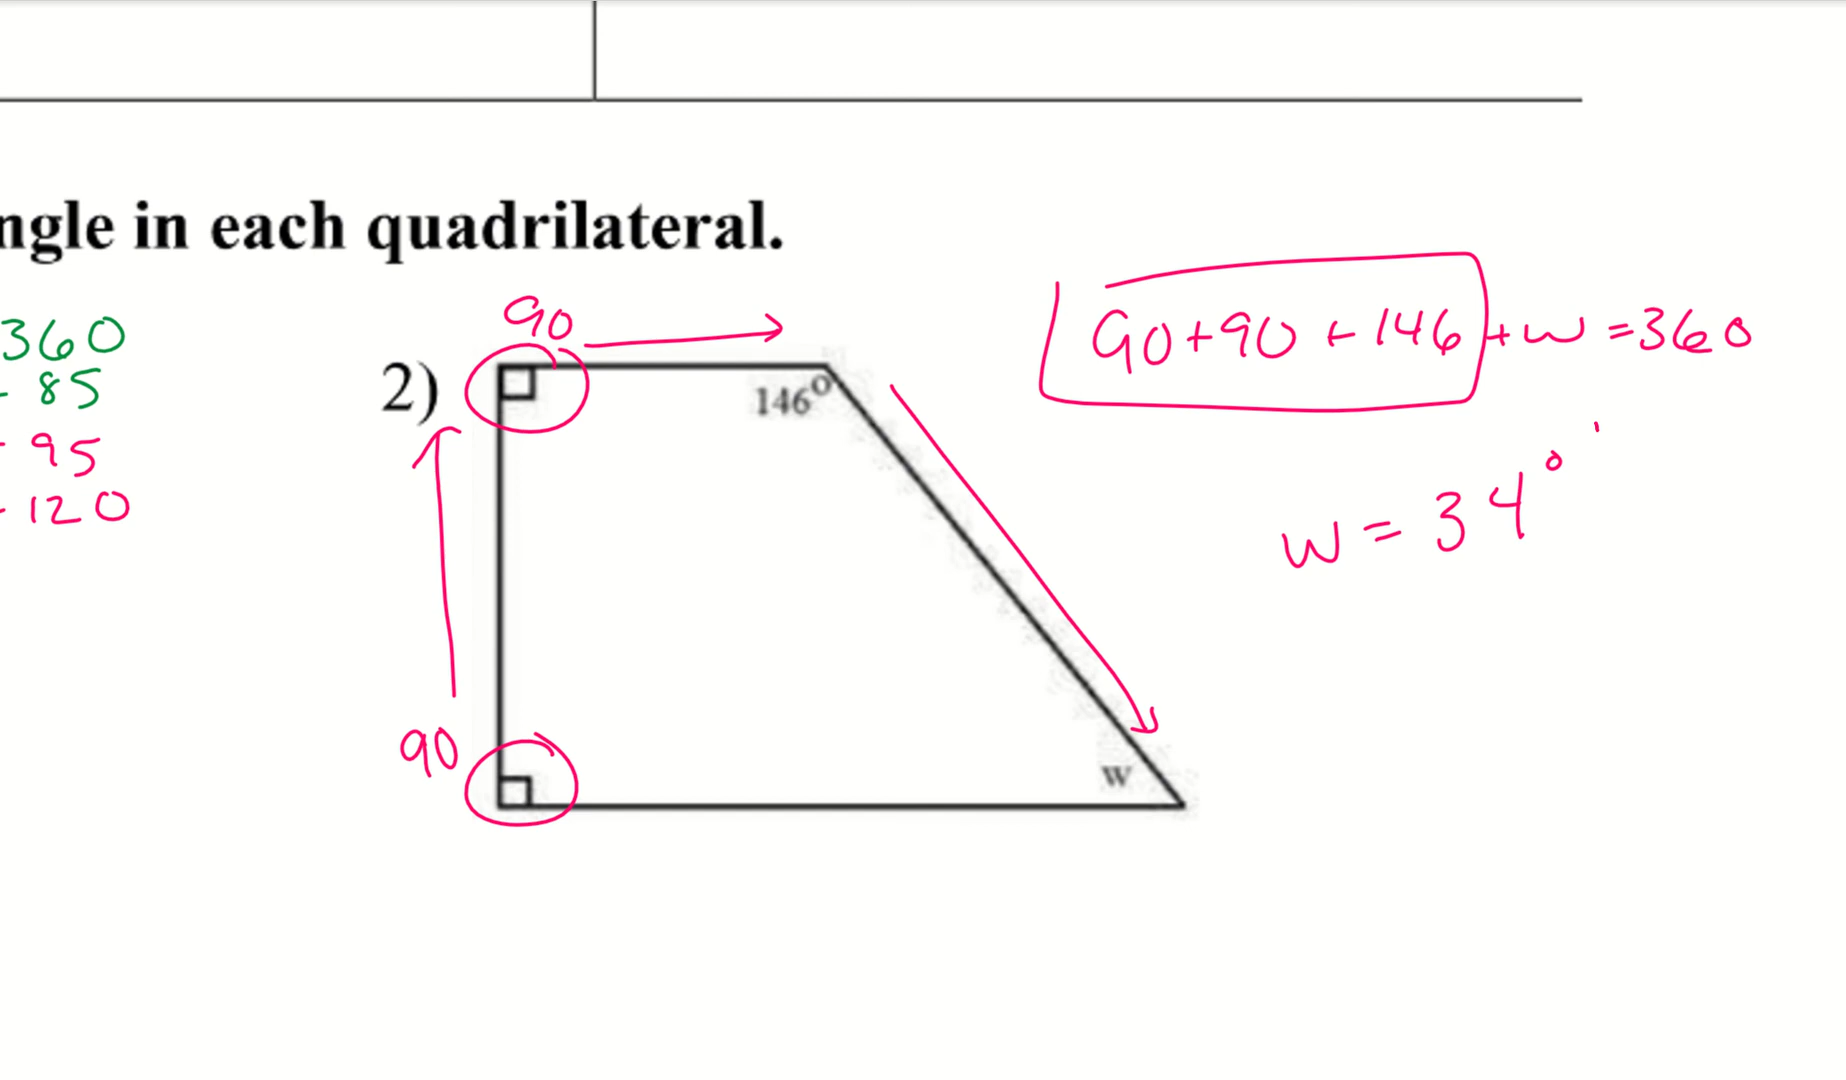 ngle in each quadrilateral.
360
- 85
- 95
- 120
2)
90
146°
90
w
90+90+146+w=360
w=34°